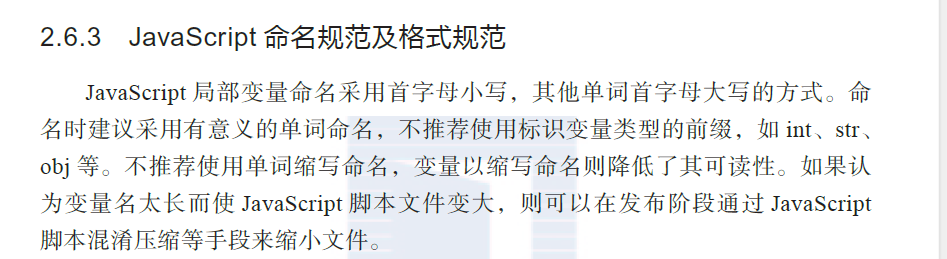 2.6.3 JavaScript 命名规范及格式规范
JavaScript 局部变量命名采用首字母小写，其他单词首字母大写的方式。命
名时建议采用有意义的单词命名，不推荐使用标识变量类型的前缀，如 int、str、
obj 等。不推荐使用单词缩写命名，变量以缩写命名则降低了其可读性。如果认
为变量名太长而使 JavaScript 脚本文件变大，则可以在发布阶段通过 JavaScript
脚本混淆压缩等手段来缩小文件。